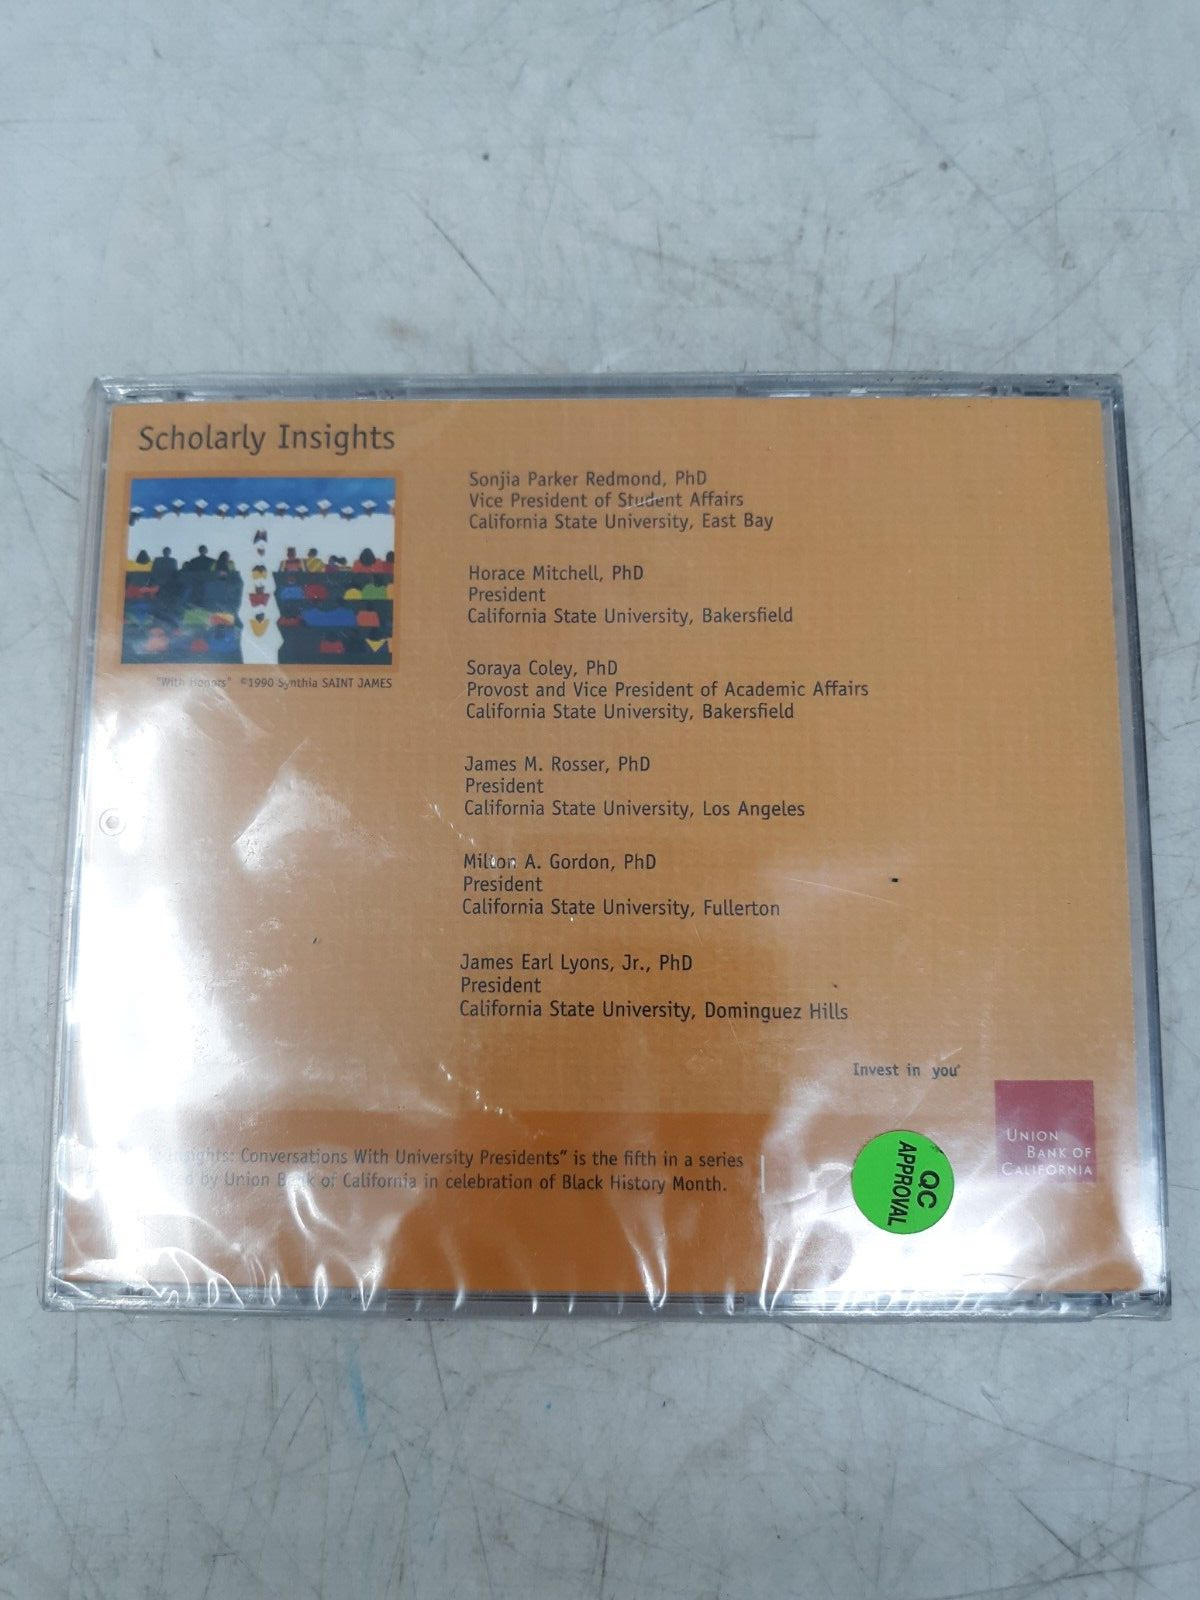 Scholarly Insights
"With Honors" ©1990 Synthia SAINT JAMES
Sonjia Parker Redmond, PhD
Vice President of Student Affairs
California State University, East Bay
Horace Mitchell, PhD
President
California State University, Bakersfield
Soraya Coley, PhD
Provost and Vice President of Academic Affairs
California State University, Bakersfield
James M. Rosser, PhD
President
California State University, Los Angeles
Milton A. Gordon, PhD
President
California State University, Fullerton
James Earl Lyons, Jr., PhD
President
California State University, Dominguez Hills
Invest in you®
UNION
BANK OF
CALIFORNIA
QC
APPROVAL
Insights: Conversations With University Presidents" is the fifth in a series
by Union Bank of California in celebration of Black History Month.